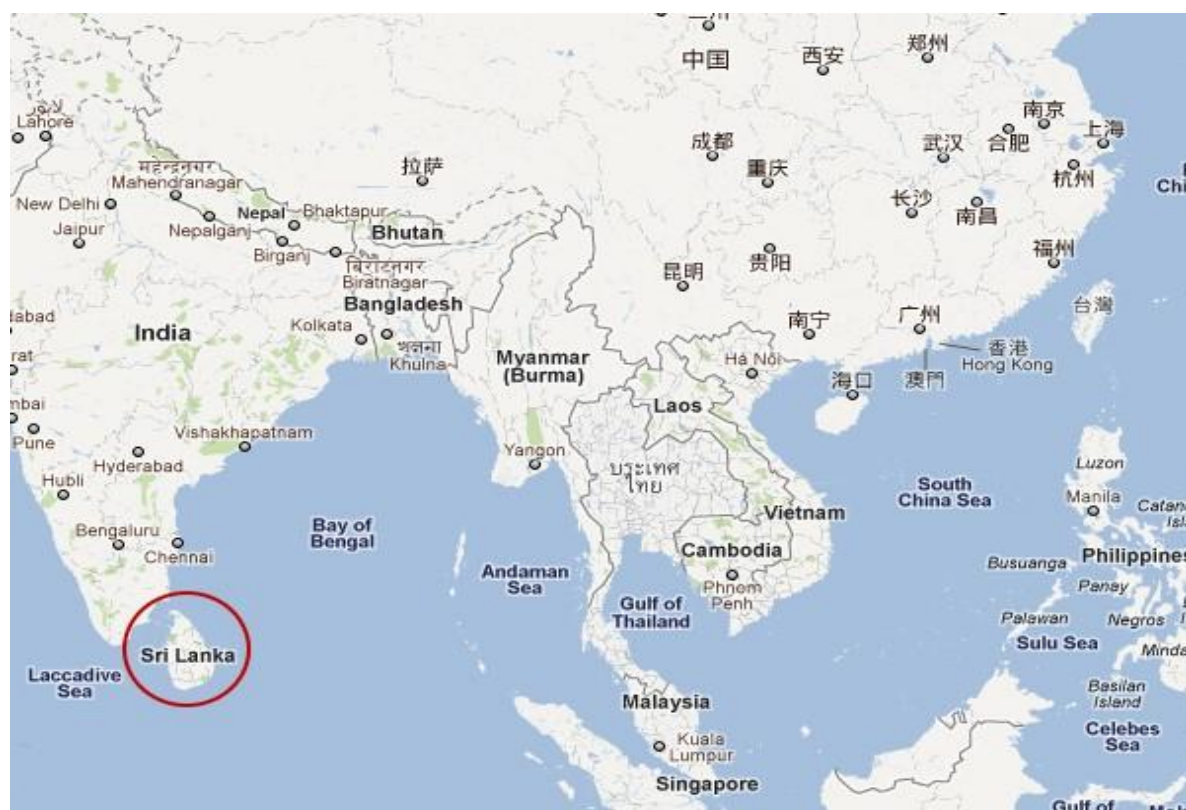 中国
西安
郑州
لاہور
Lahore
成都
南京
合肥
上海
武汉
杭州
重庆
拉萨
महेन्द्रनगर
Mahendranagar
New Delhi
Nepal
Bhaktapur
长沙
南昌
Jaipur
Nepalganj
Bhutan
Birganj
बिराटनगर
Biratnagar
贵阳
福州
昆明
Bangladesh
India
Kolkata
খুলনা
Khulna
南宁
广州
台灣
香港
Hong Kong
澳門
Myanmar
(Burma)
Hà Nội
海口
Laos
Pune
Vishakhapatnam
Hyderabad
Yangon
ประเทศ
ไทย
Luzon
Hubli
South
China Sea
Manila
Vietnam
Bay of
Bengal
Bengaluru
Chennai
Cambodia
Phnom
Penh
Andaman
Sea
Gulf of
Thailand
Philippines
Busuanga
Panay
Palawan
Negros
Sulu Sea
Sri Lanka
Laccadive
Sea
Malaysia
Basilan
Island
Kuala
Lumpur
Celebes
Sea
Singapore
Gulf of